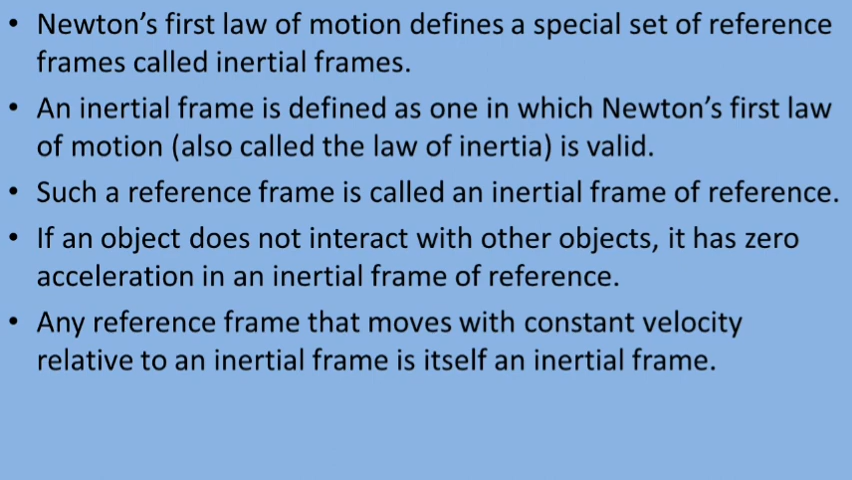 • Newton’s first law of motion defines a special set of reference
frames called inertial frames.
• An inertial frame is defined as one in which Newton’s first law
of motion (also called the law of inertia) is valid.
• Such a reference frame is called an inertial frame of reference.
• If an object does not interact with other objects, it has zero
acceleration in an inertial frame of reference.
• Any reference frame that moves with constant velocity
relative to an inertial frame is itself an inertial frame.